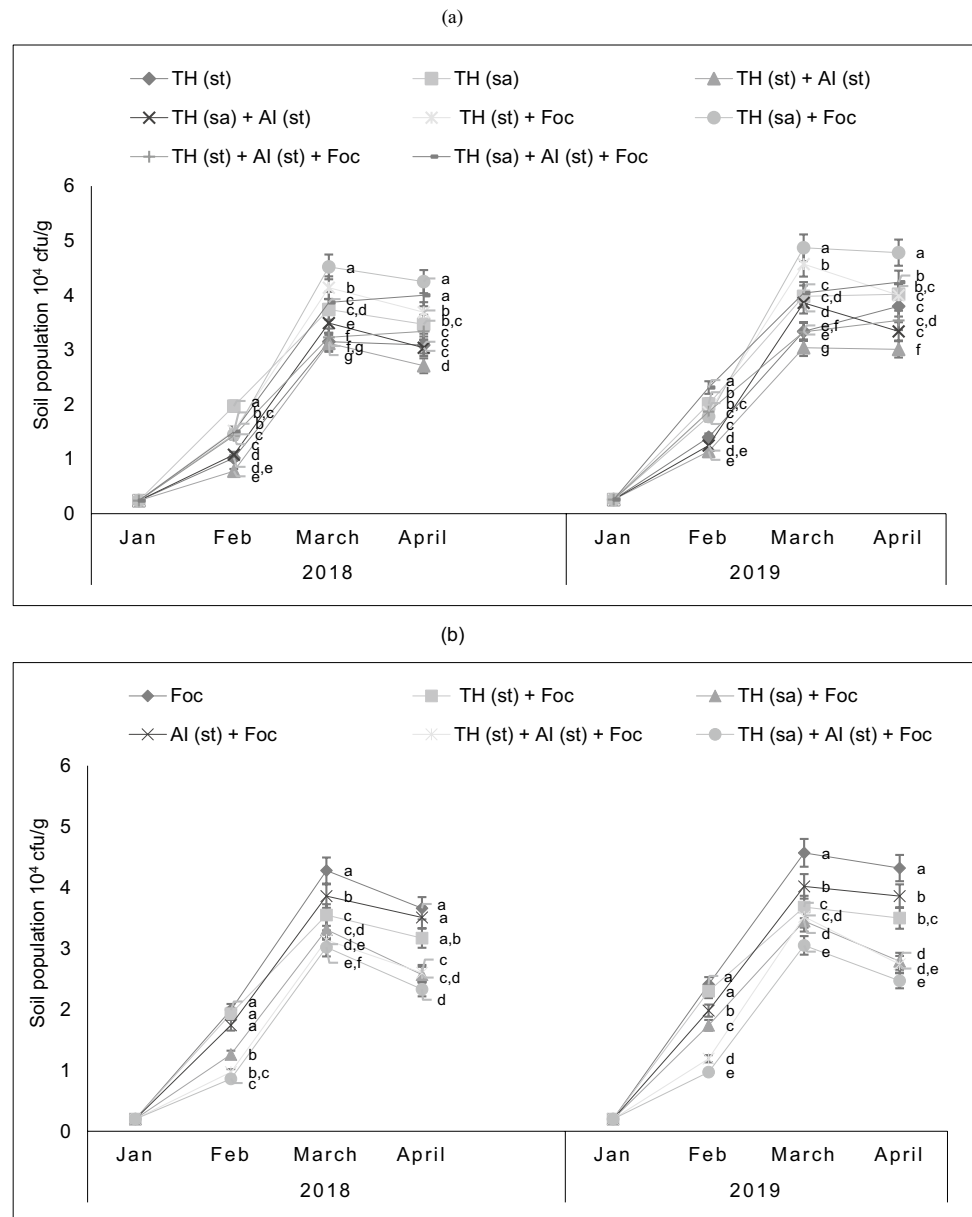 (a)
TH (st) TH (sa) TH (st) + AI (st)
TH (sa) + AI (st) TH (st) + Foc TH (sa) + Foc
TH (st) + AI (st) + Foc TH (sa) + AI (st) + Foc
Soil population 10⁴ cfu/g
6
5
4
3
2
1
0
a
b,c
b
c
c
d
d,e
e
a
b
c
c,d
e
f
f,g
g
a
a
b
b,c
c
c
c
d
a
b
b,c
c
c
d
d,e
e
a
b
c
c,d
d
e,f
e
g
a
b
b,c
c
c
c,d
c
f
Jan Feb March April Jan Feb March April
2018 2019
(b)
Foc TH (st) + Foc TH (sa) + Foc
AI (st) + Foc TH (st) + AI (st) + Foc TH (sa) + AI (st) + Foc
Soil population 10⁴ cfu/g
6
5
4
3
2
1
0
a
a
a
b
b,c
c
a
b
c
c,d
d,e
e,f
a
a
a,b
c
c,d
d
a
a
b
c
d
e
a
b
c
c,d
d
e
a
b
b,c
d
d,e
e
Jan Feb March April Jan Feb March April
2018 2019